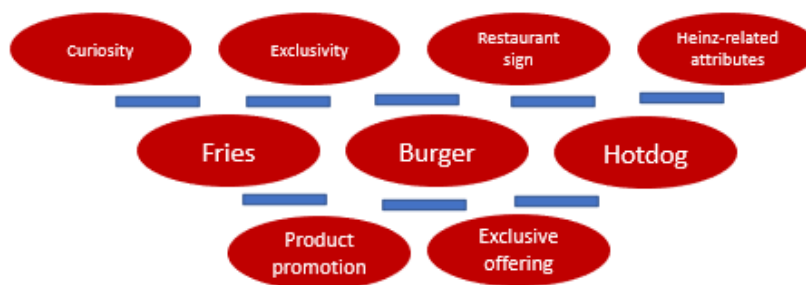 Curiosity
Exclusivity
Restaurant
sign
Heinz-related
attributes
Fries
Burger
Hotdog
Product
promotion
Exclusive
offering